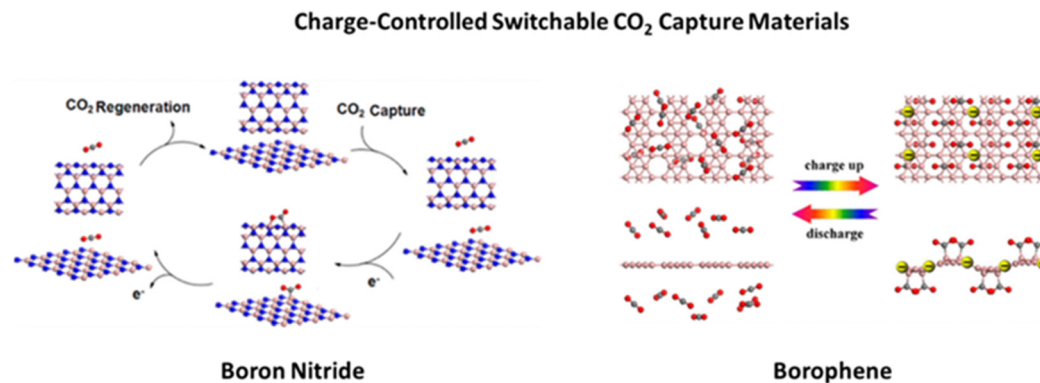 Charge-Controlled Switchable CO₂ Capture Materials
CO₂ Regeneration
CO₂ Capture
e⁻
e⁻
charge up
discharge
Boron Nitride
Borophene